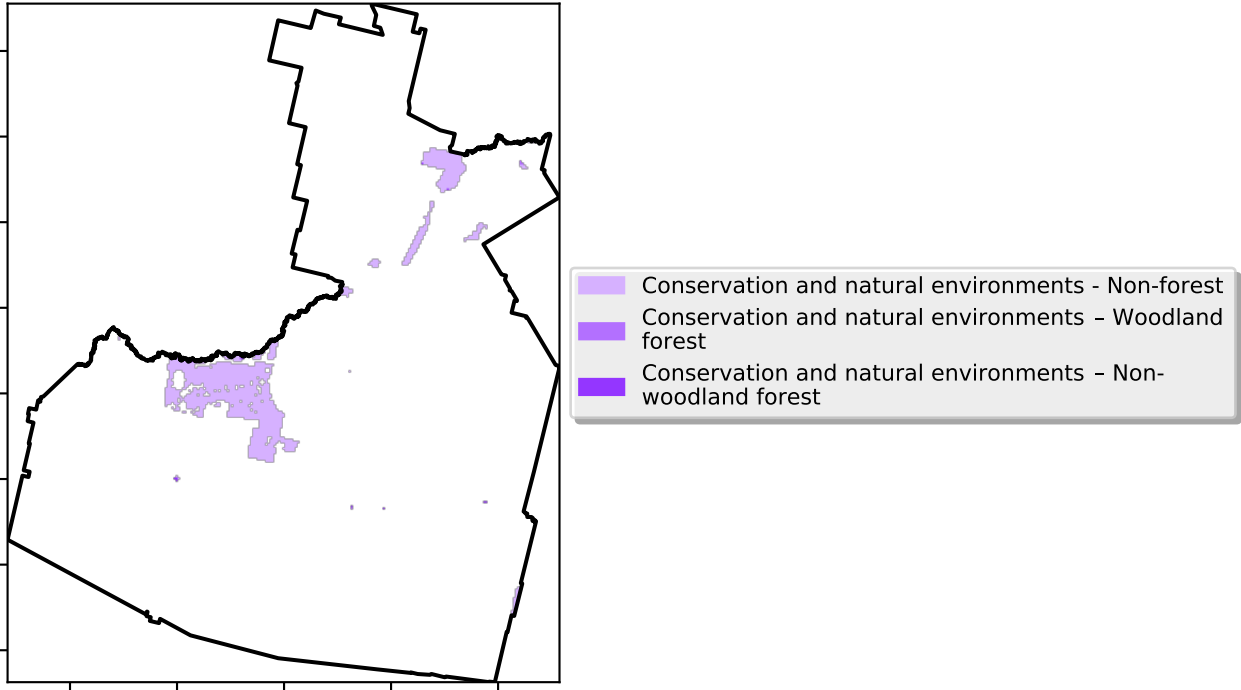 Conservation and natural environments - Non-forest
Conservation and natural environments – Woodland
forest
Conservation and natural environments – Non-
woodland forest